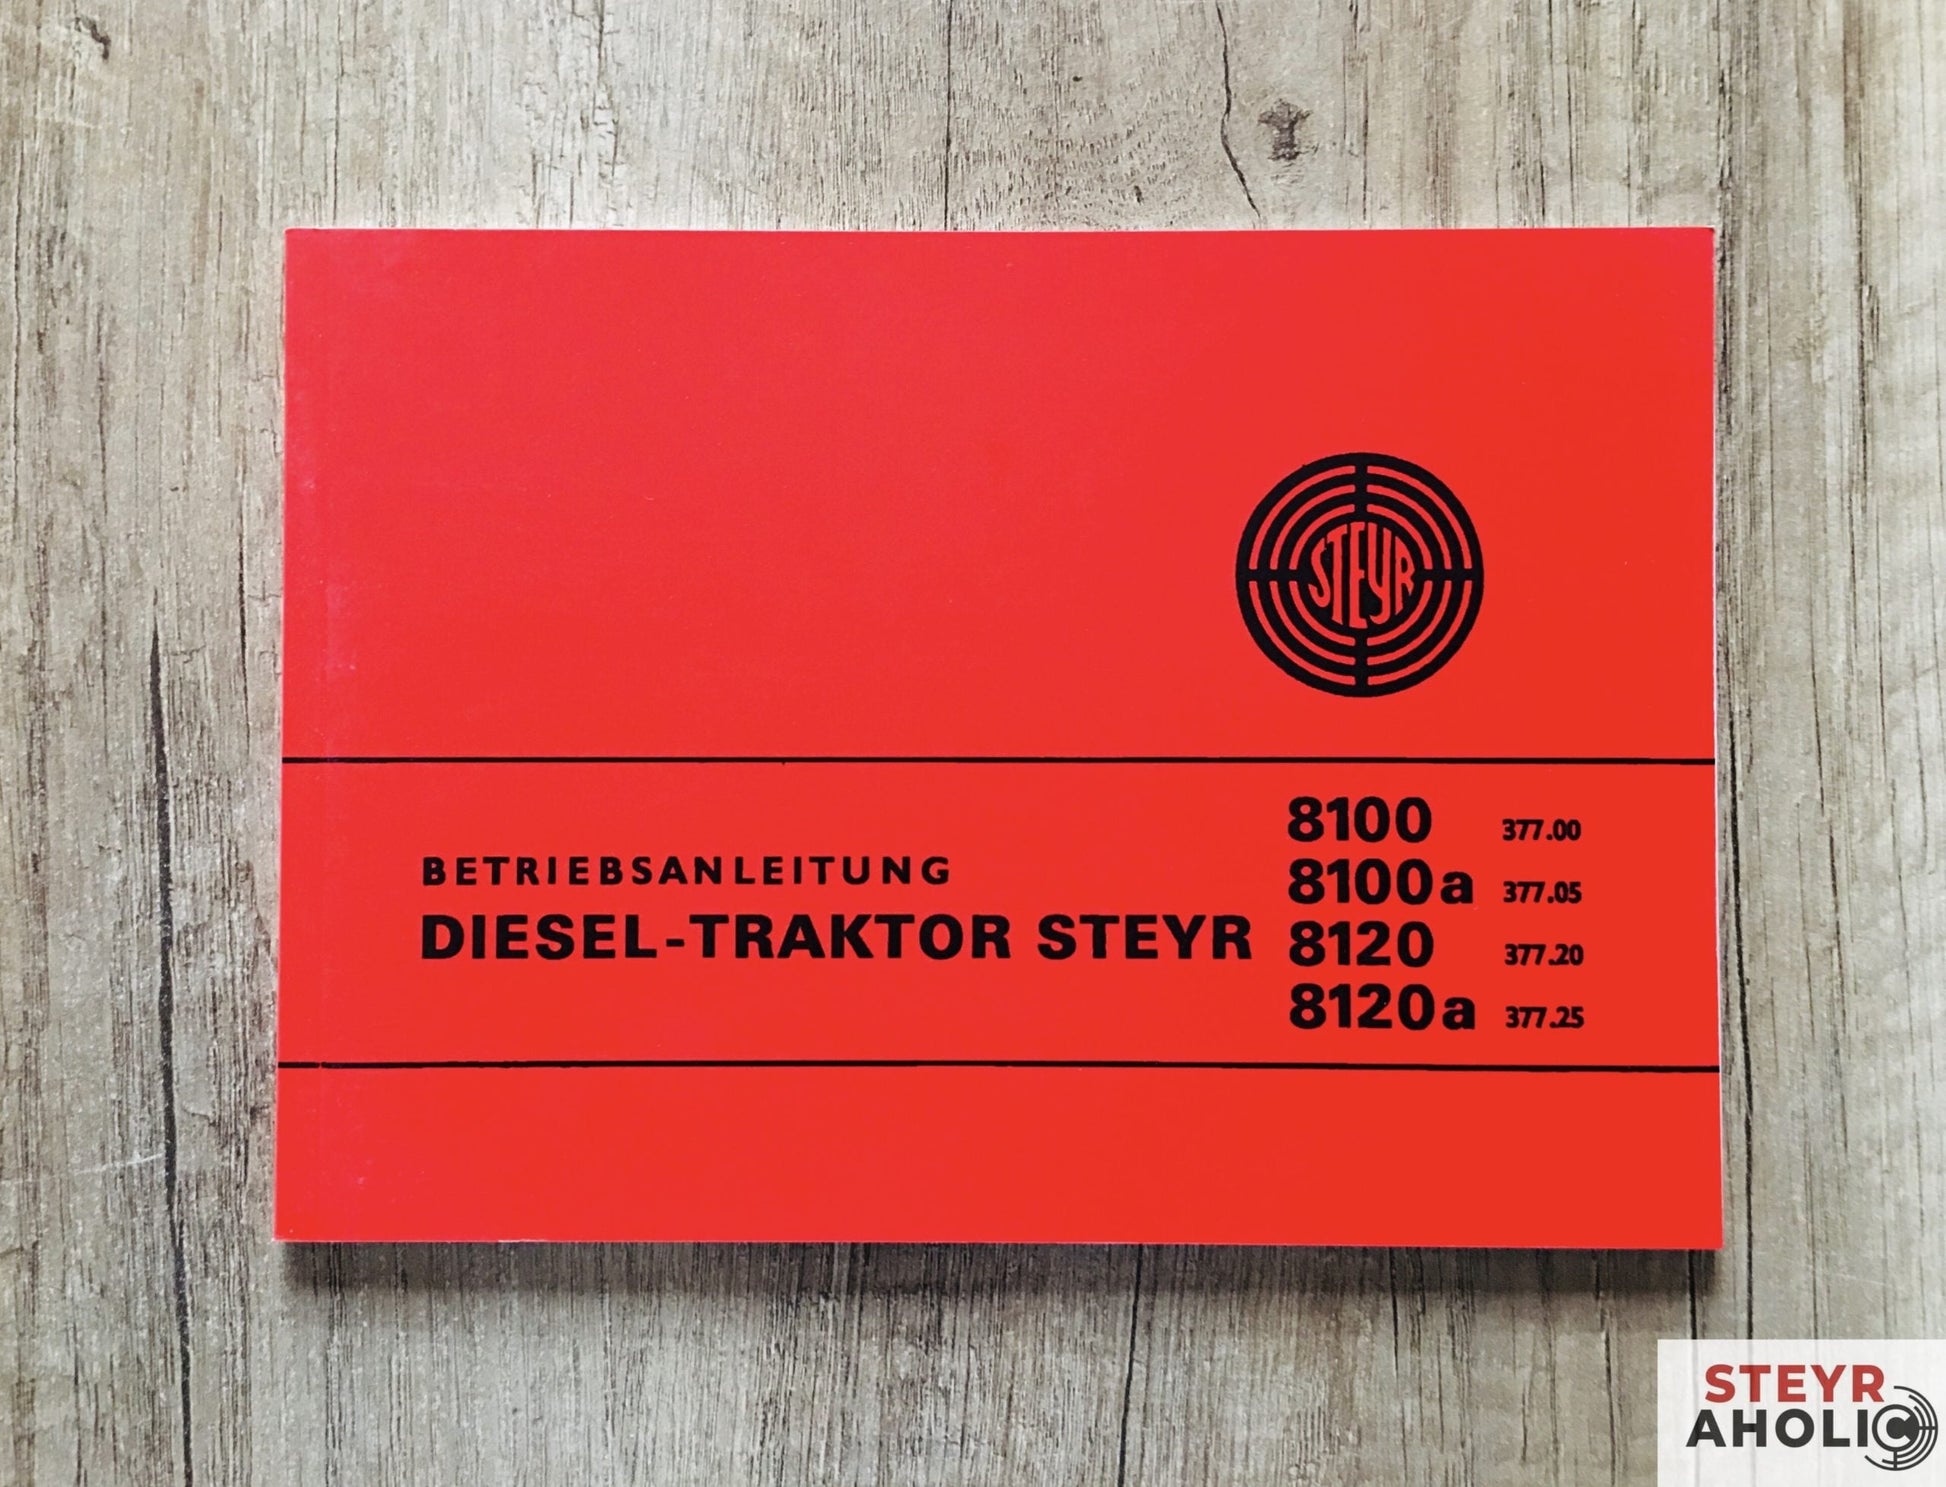 STEYR
8100 377.00
8100a 377.05
BETRIEBSANLEITUNG
DIESEL-TRAKTOR STEYR
8120 377.20
8120a 377.25
STEYR
AHOLIC